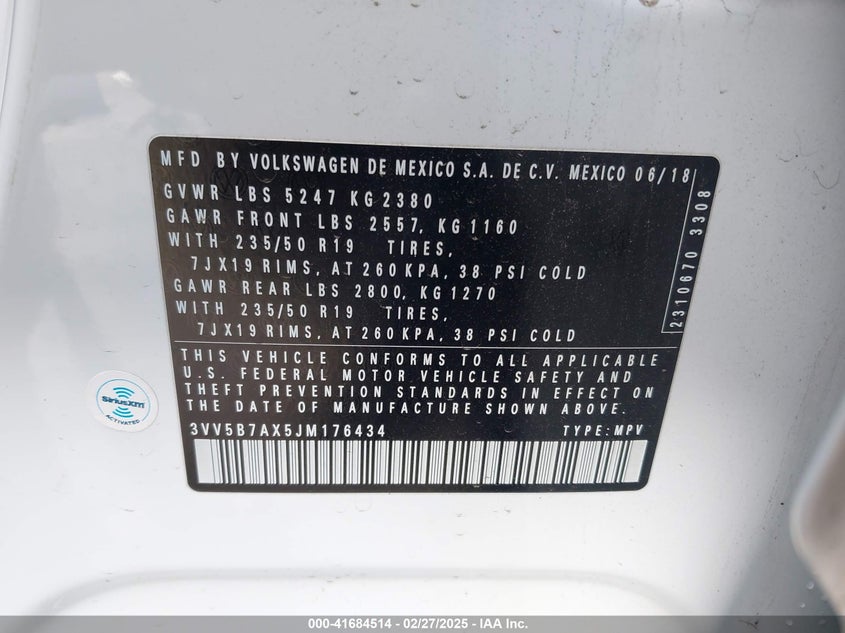 MFD BY VOLKSWAGEN DE MEXICO S.A. DE C.V. MEXICO 06/18
GVWR LBS 5247 KG 2380
GAWR FRONT LBS 2557, KG 1160
WITH 235/50 R19 TIRES,
7JX19 RIMS, AT 260 KPA, 38 PSI COLD
GAWR REAR LBS 2800, KG 1270
WITH 235/50 R19 TIRES,
7JX19 RIMS, AT 260 KPA, 38 PSI COLD
2310670 3308
THIS VEHICLE CONFORMS TO ALL APPLICABLE
U.S. FEDERAL MOTOR VEHICLE SAFETY AND
THEFT PREVENTION STANDARDS IN EFFECT ON
THE DATE OF MANUFACTURE SHOWN ABOVE.
3VV5B7AX5JM176434 TYPE: MPV
SiriusXM
ACTIVATED
000-41684514 - 02/27/2025 - IAA Inc.